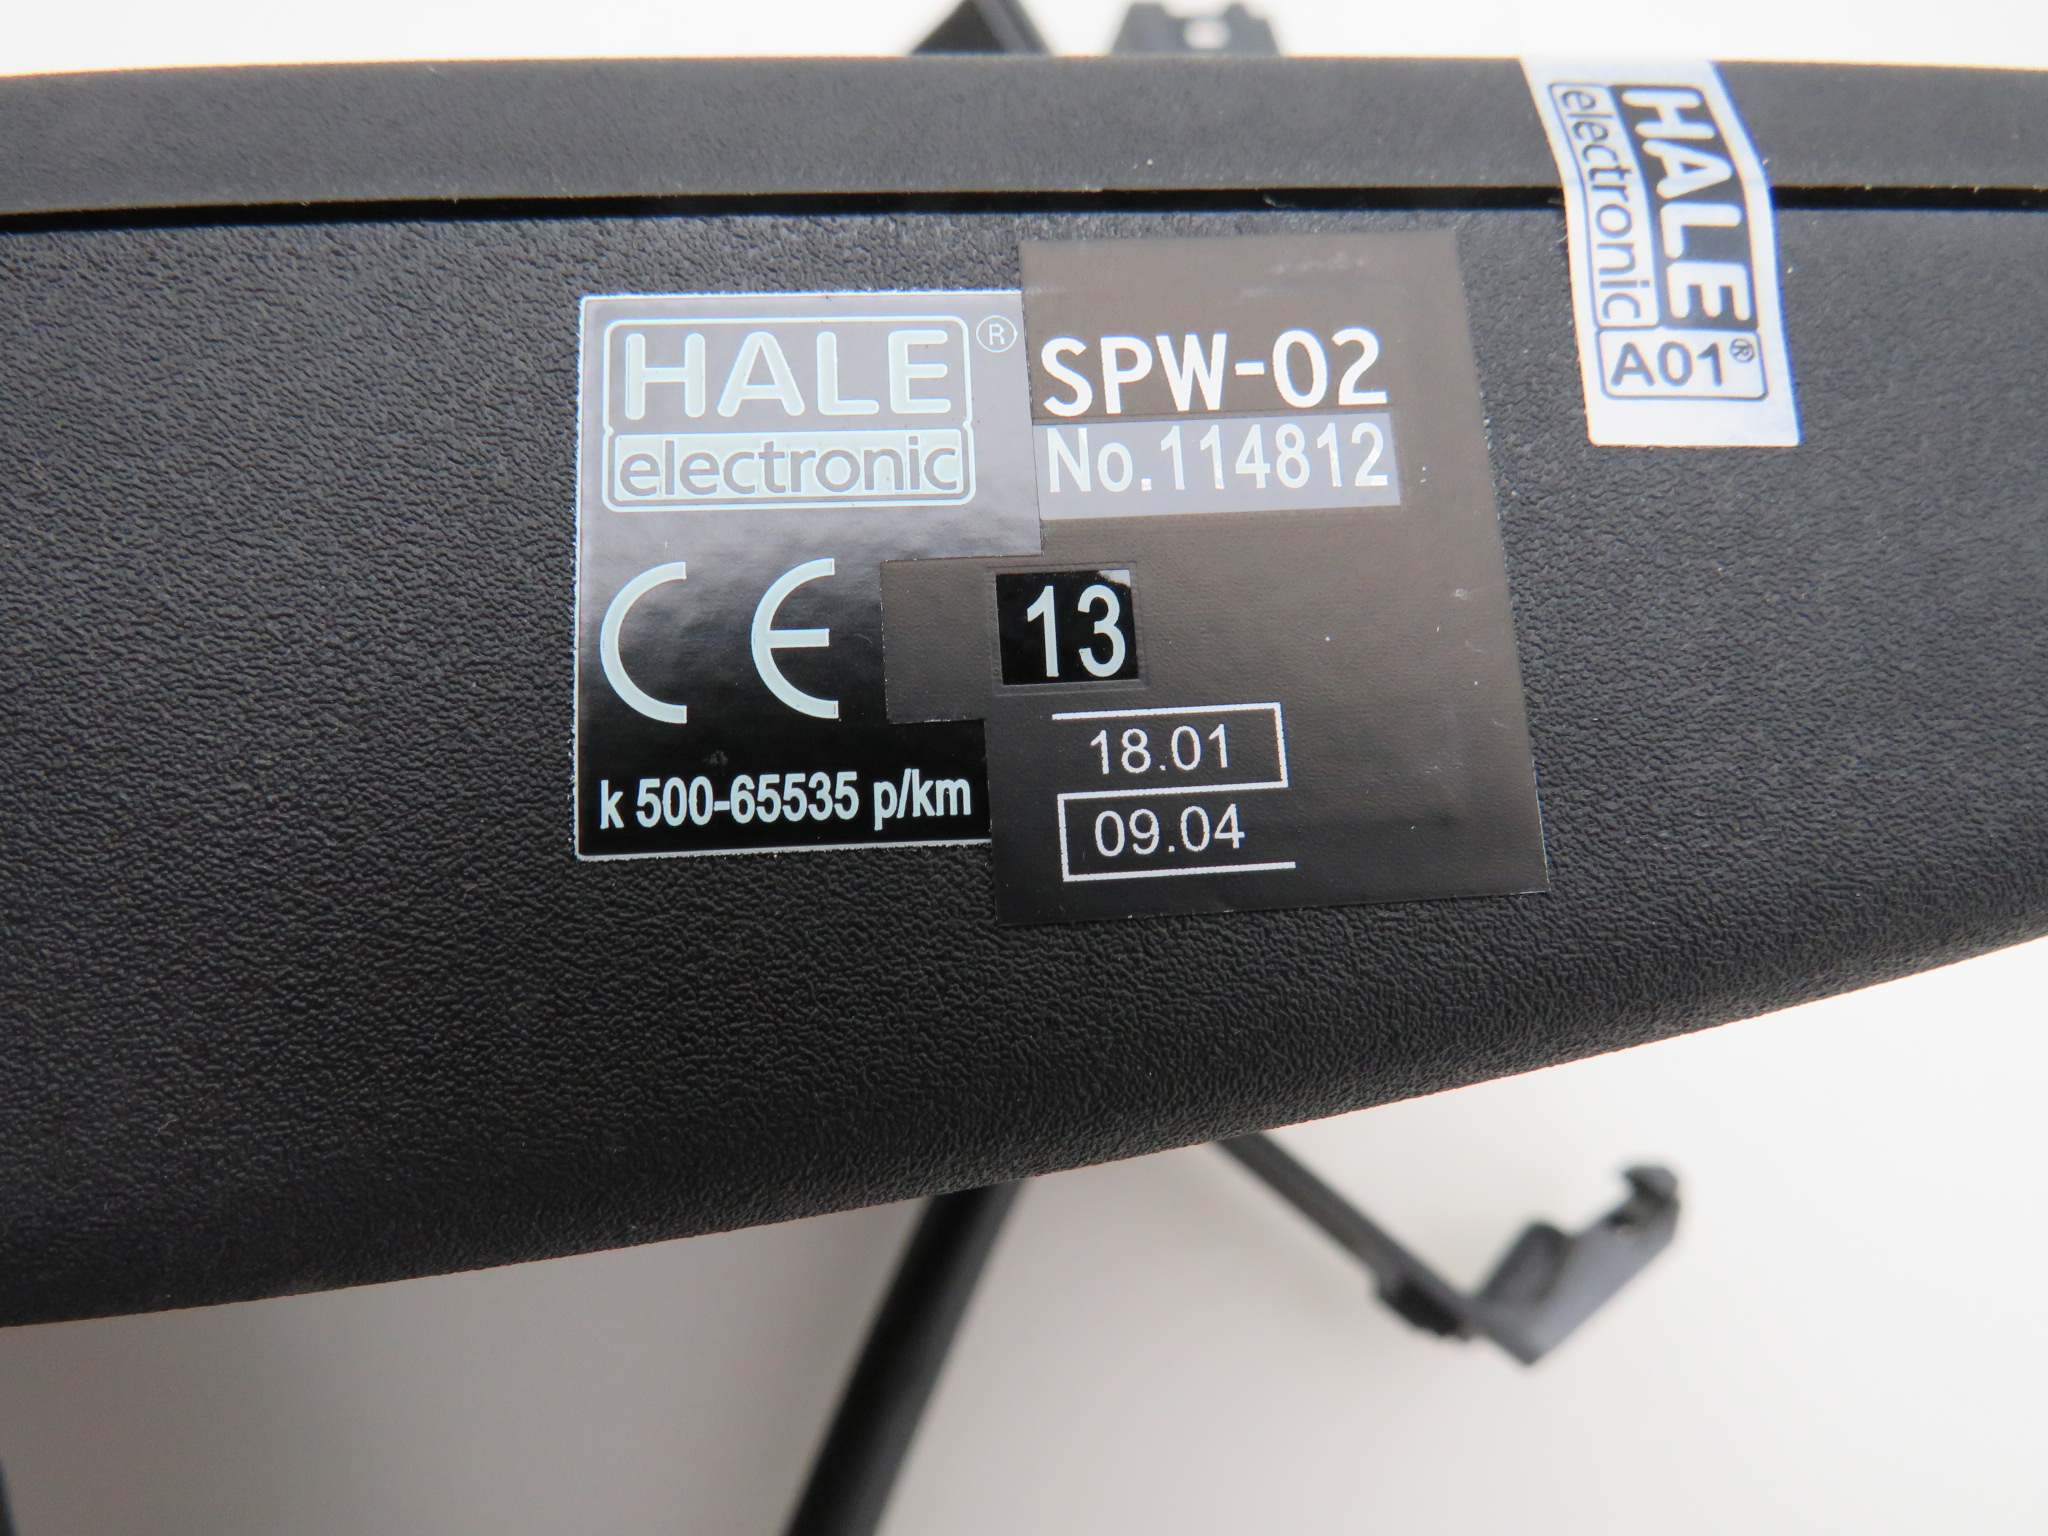 HALE ®
electronic
SPW-02
No.114812
CE
13
k 500-65535 p/km
18.01
09.04
HALE
electronic
A01 ®